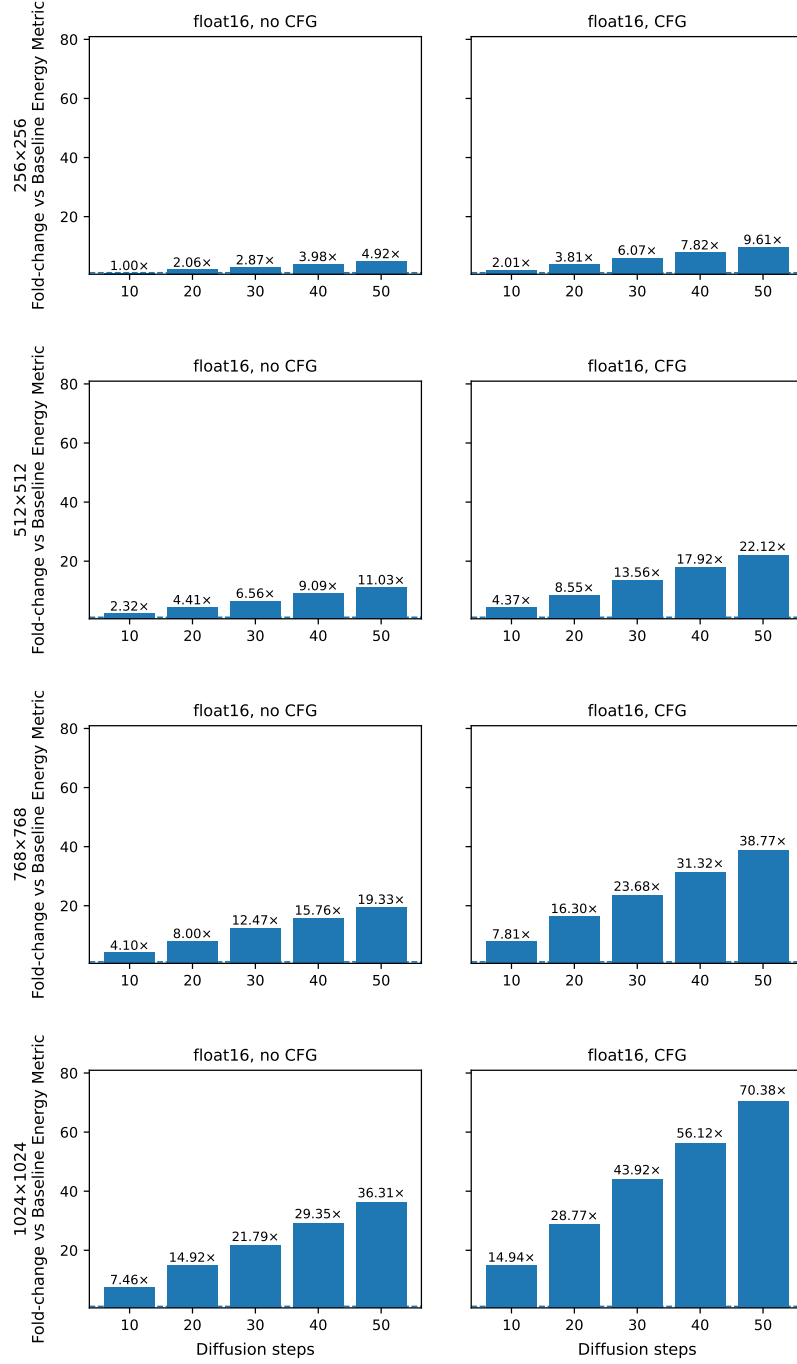 float16, no CFG
float16, CFG
256×256
Fold-change vs Baseline Energy Metric
80
60
40
20
1.00× 2.06× 2.87× 3.98× 4.92×
10 20 30 40 50
2.01× 3.81× 6.07× 7.82× 9.61×
10 20 30 40 50
float16, no CFG
float16, CFG
512×512
Fold-change vs Baseline Energy Metric
80
60
40
20
2.32× 4.41× 6.56× 9.09× 11.03×
10 20 30 40 50
4.37× 8.55× 13.56× 17.92× 22.12×
10 20 30 40 50
float16, no CFG
float16, CFG
768×768
Fold-change vs Baseline Energy Metric
80
60
40
20
4.10× 8.00× 12.47× 15.76× 19.33×
10 20 30 40 50
7.81× 16.30× 23.68× 31.32× 38.77×
10 20 30 40 50
float16, no CFG
float16, CFG
1024×1024
Fold-change vs Baseline Energy Metric
80
60
40
20
7.46× 14.92× 21.79× 29.35× 36.31×
10 20 30 40 50
Diffusion steps
14.94× 28.77× 43.92× 56.12× 70.38×
10 20 30 40 50
Diffusion steps